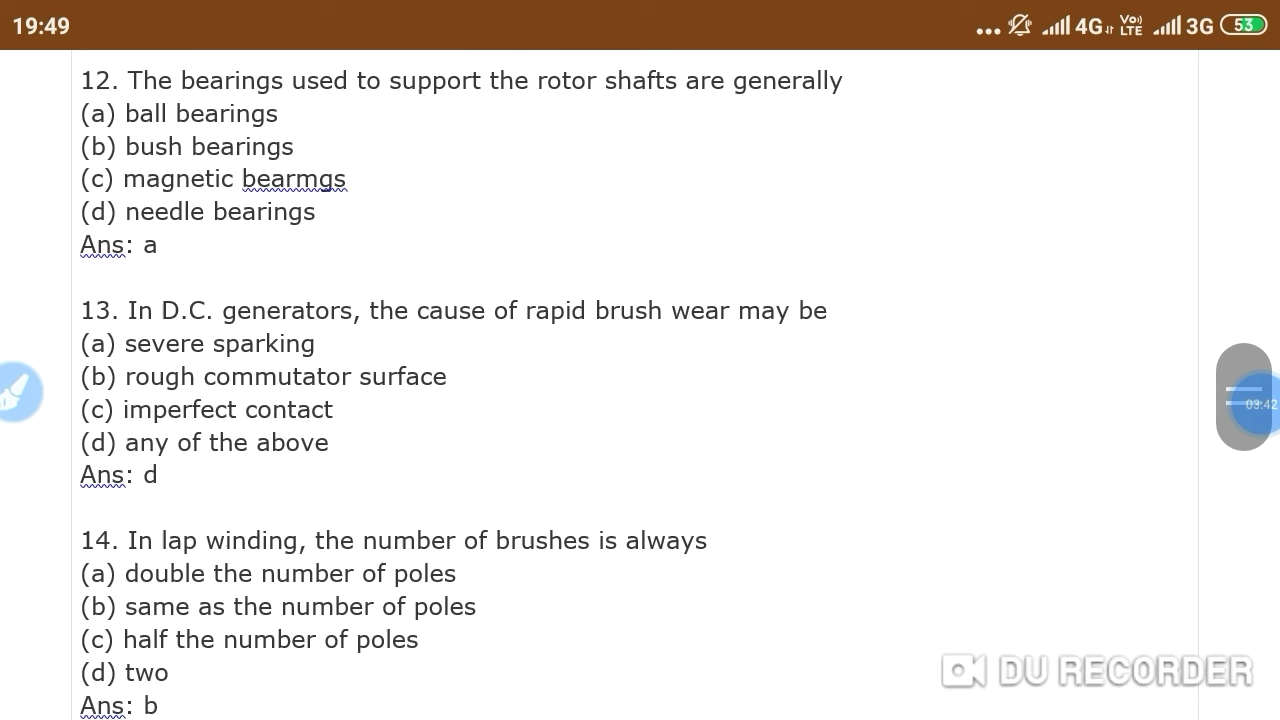 19:49
... 4G Vo) LTE 3G 53
12. The bearings used to support the rotor shafts are generally
(a) ball bearings
(b) bush bearings
(c) magnetic bearmgs
(d) needle bearings
Ans: a
13. In D.C. generators, the cause of rapid brush wear may be
(a) severe sparking
(b) rough commutator surface
(c) imperfect contact
(d) any of the above
Ans: d
03:42
14. In lap winding, the number of brushes is always
(a) double the number of poles
(b) same as the number of poles
(c) half the number of poles
(d) two
Ans: b
DU RECORDER